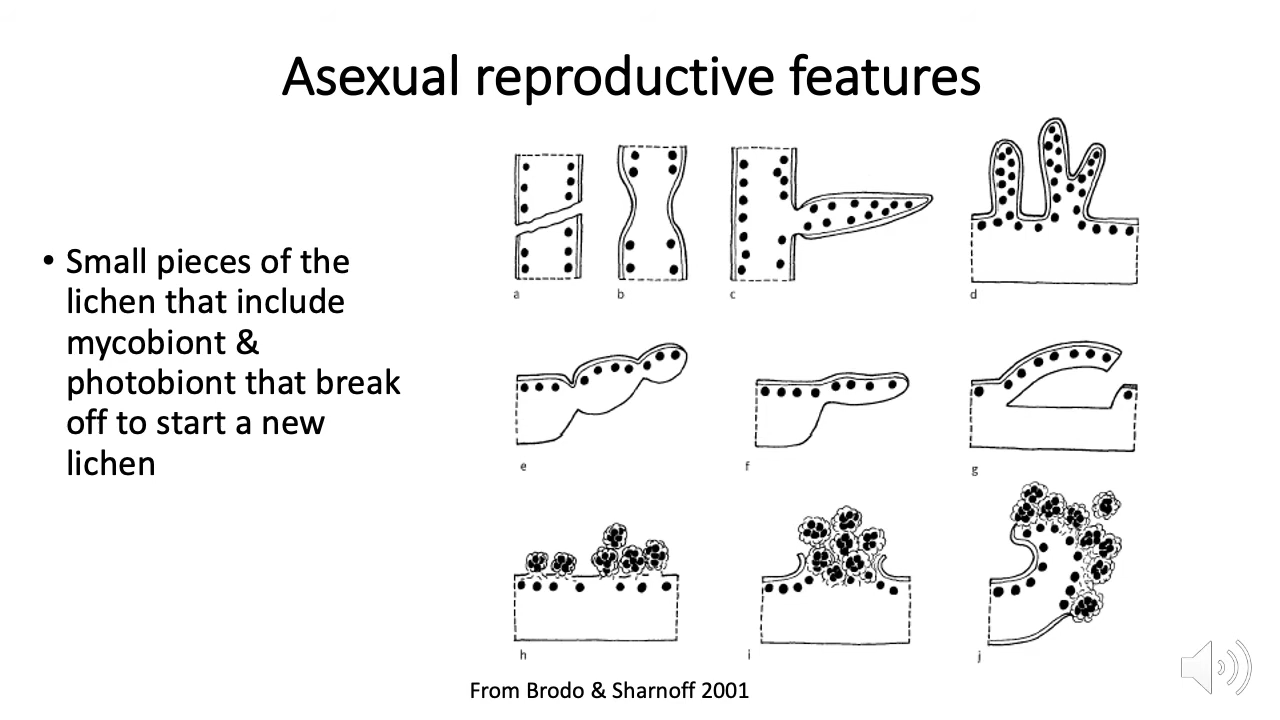 Asexual reproductive features
• Small pieces of the
lichen that include
mycobiont &
photobiont that break
off to start a new
lichen
a
b
c
d
e
f
g
h
i
j
From Brodo & Sharnoff 2001